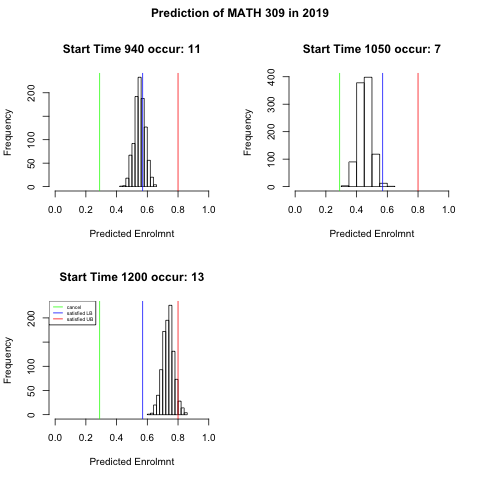 Prediction of MATH 309 in 2019
Start Time 940 occur: 11
Frequency
0 50 100 200
0.0 0.2 0.4 0.6 0.8 1.0
Predicted Enrolmnt
Start Time 1050 occur: 7
Frequency
0 100 200 300 400
0.0 0.2 0.4 0.6 0.8 1.0
Predicted Enrolmnt
Start Time 1200 occur: 13
cancel
satisfied LB
satisfied UB
Frequency
0 50 100 200
0.0 0.2 0.4 0.6 0.8 1.0
Predicted Enrolmnt